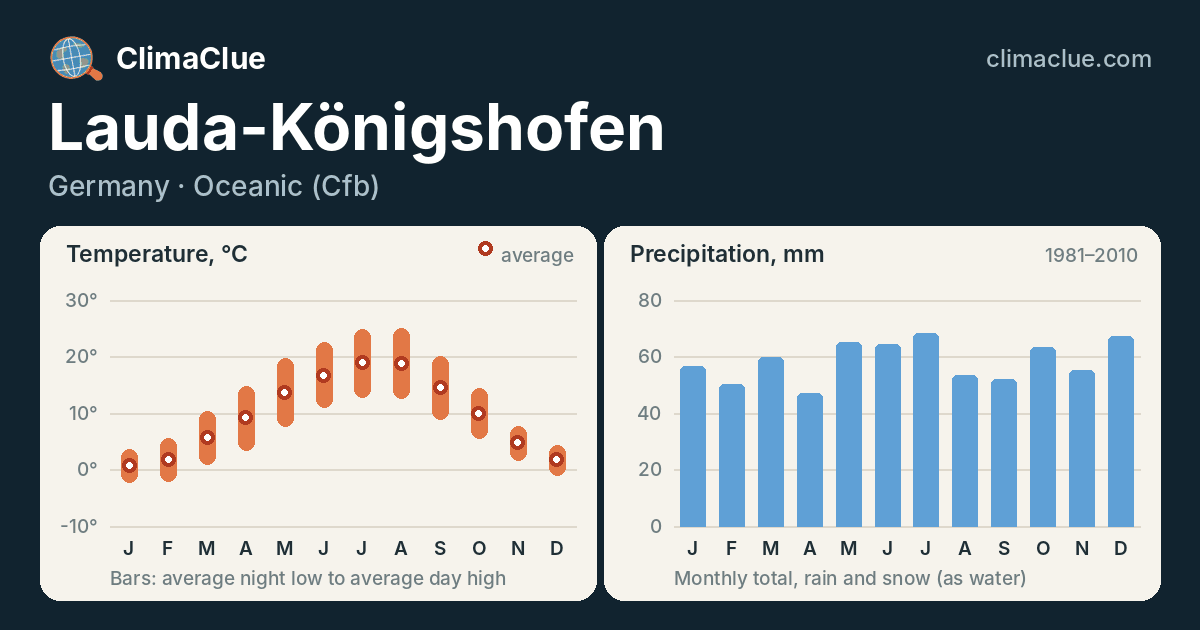 ClimaClue
climaclue.com
Lauda-Königshofen
Germany · Oceanic (Cfb)
Temperature, °C
average
30°
20°
10°
0°
-10°
J F M A M J J A S O N D
Bars: average night low to average day high
Precipitation, mm
1981–2010
80
60
40
20
0
J F M A M J J A S O N D
Monthly total, rain and snow (as water)